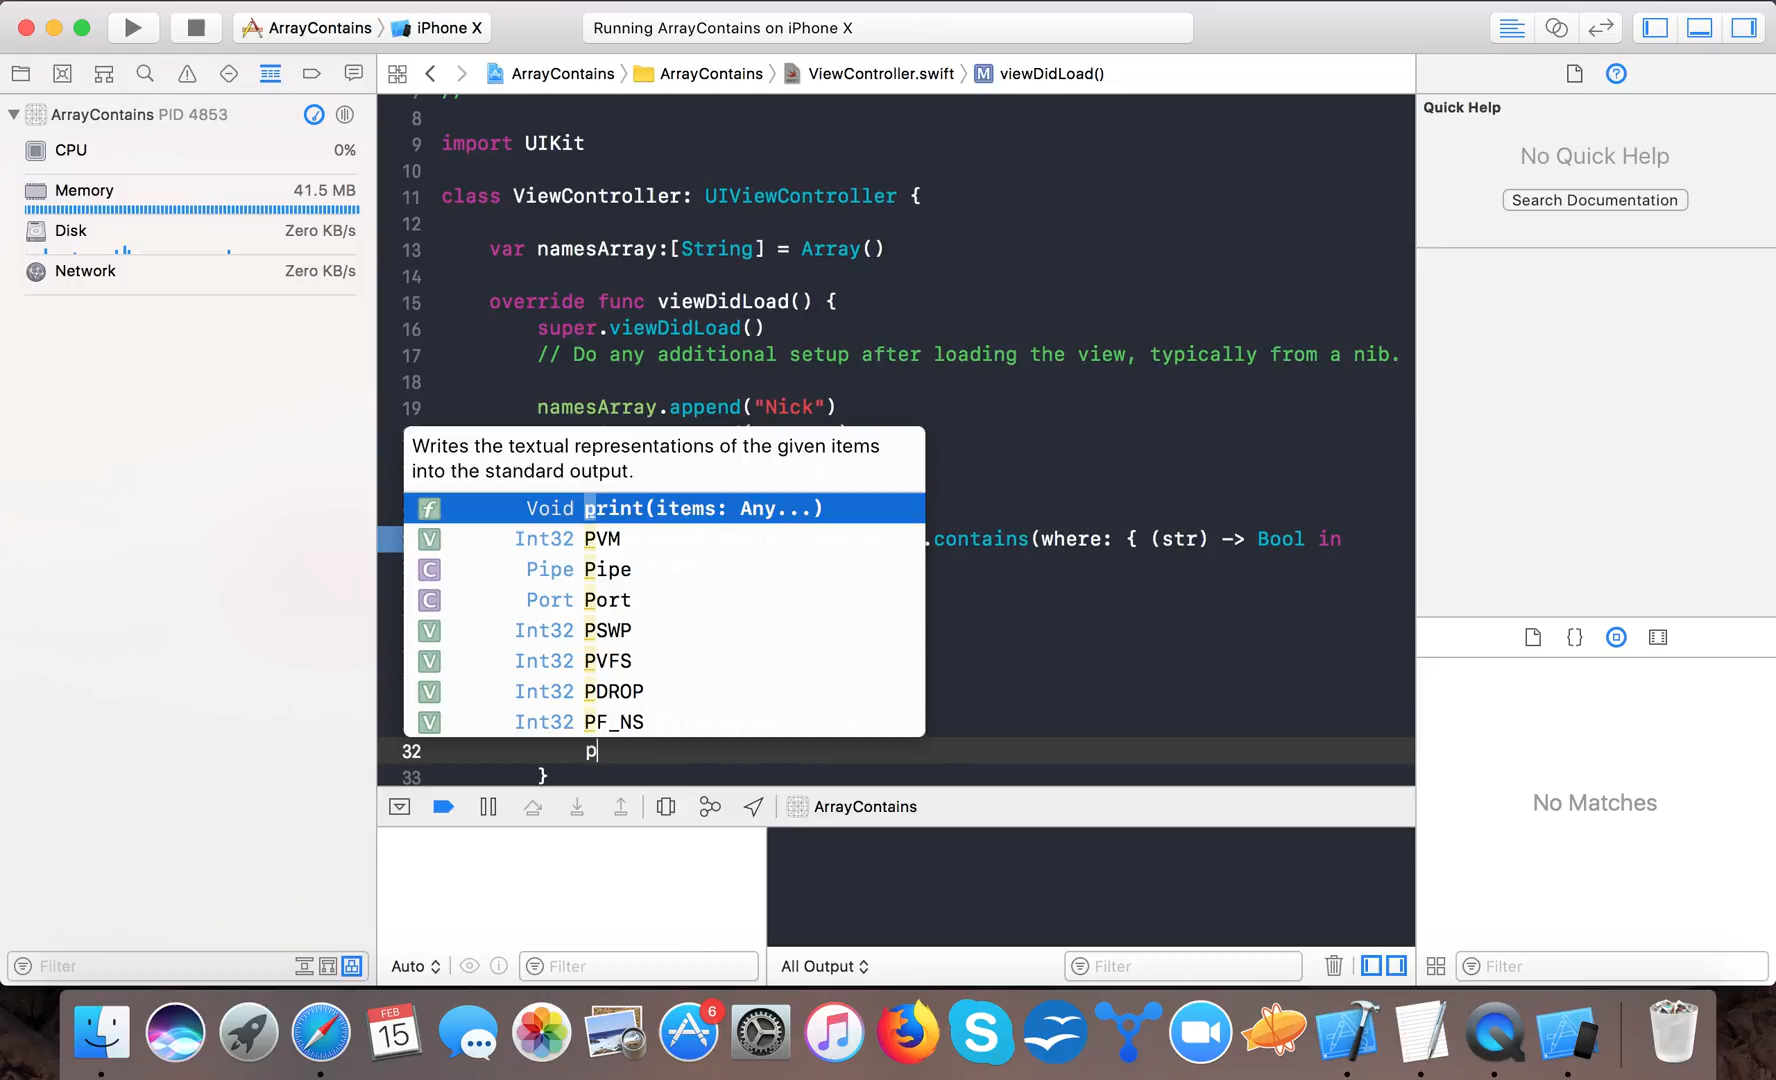 ArrayContains iPhone X Running ArrayContains on iPhone X
ArrayContains ArrayContains ViewController.swift M viewDidLoad()
ArrayContains PID 4853
CPU 0%
Memory 41.5 MB
Disk Zero KB/s
Network Zero KB/s
Filter
8
9 import UIKit
10
11 class ViewController: UIViewController {
12
13 var namesArray:[String] = Array()
14
15 override func viewDidLoad() {
16 super.viewDidLoad()
17 // Do any additional setup after loading the view, typically from a nib.
18
19 namesArray.append("Nick")
Writes the textual representations of the given items
into the standard output.
f Void print(items: Any...)
V Int32 PVM
C Pipe Pipe
C Port Port
V Int32 PSWP
V Int32 PVFS
V Int32 PDROP
V Int32 PF_NS
.contains(where: { (str) -> Bool in
32 p
33 }
ArrayContains
Auto Filter
All Output Filter
Quick Help
No Quick Help
Search Documentation
{}
No Matches
Filter
FEB
15
6
S